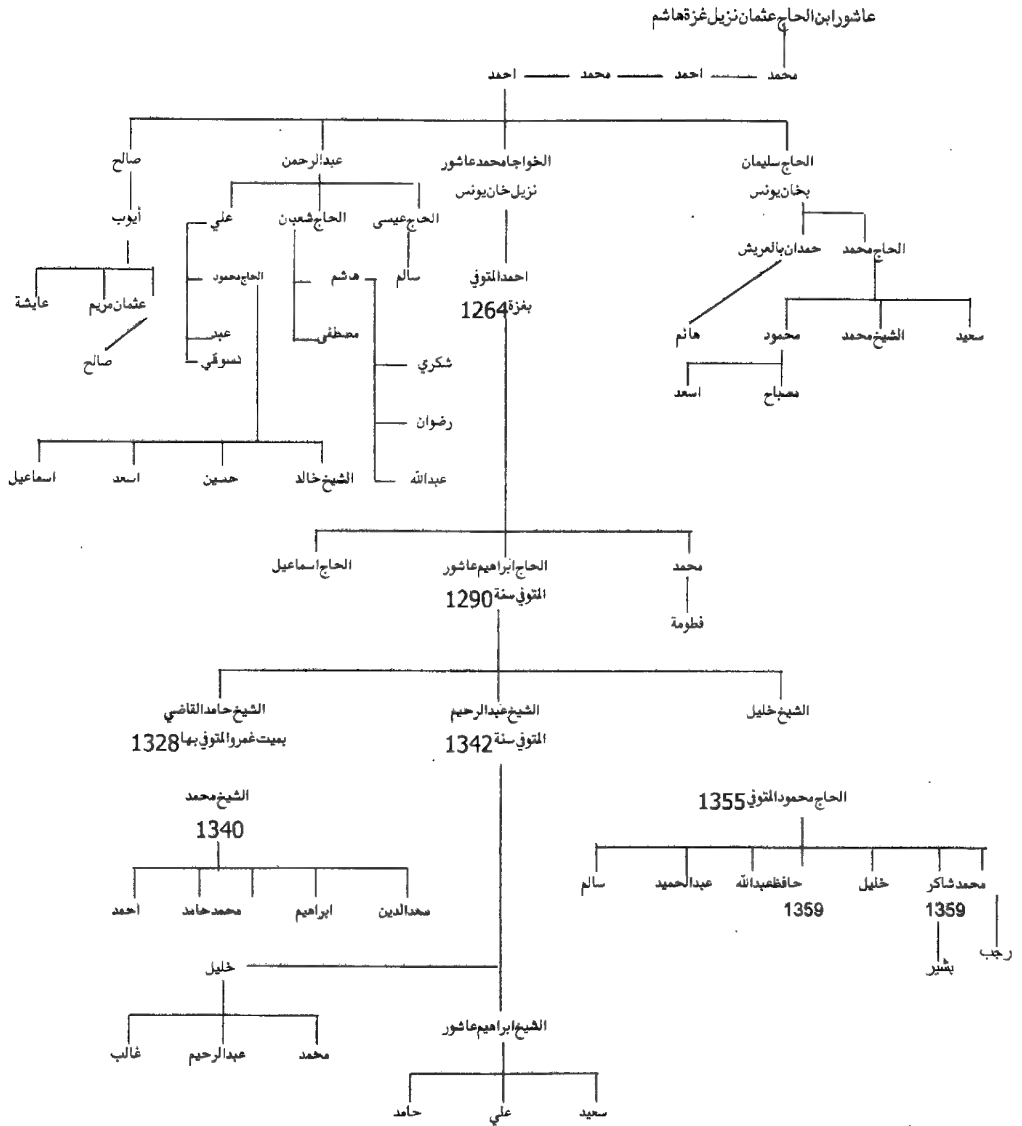 عاشور ابن الحاج عثمان نزيل غزة هاشم
محمد احمد محمد احمد
الحاج سليمان الخواجا محمد عاشور عبد الرحمن صالح
بخان يونس نزيل خان يونس
الحاج عيسى الحاج شعبان علي أيوب
الحاج محمد حمدان بالعريش
احمد المتوفي سالم هاشم الحاج محمود
بغزة 1264 عثمان مريم عايشة
سعيد الشيخ محمد محمود هاشم مصطفى عبد
دسوقي صالح
شكري
مصباح اسعد
رضوان
عبدالله الشيخ خالد حسين اسعد اسماعيل
محمد الحاج ابراهيم عاشور الحاج اسماعيل
المتوفي سنة 1290
فطومة
الشيخ خليل الشيخ عبدالرحيم الشيخ حامد القاضي
المتوفي سنة 1342 بميت غمر والمتوفي بها 1328
الحاج محمود المتوفي 1355 الشيخ محمد
1340
محمد شاكر خليل حافظ عبدالله عبدالحميد سالم
1359 1359
سعدالدين ابراهيم محمد حامد احمد
رجب
بشير خليل
الشيخ ابراهيم عاشور
محمد عبدالرحيم غالب
سعيد علي حامد